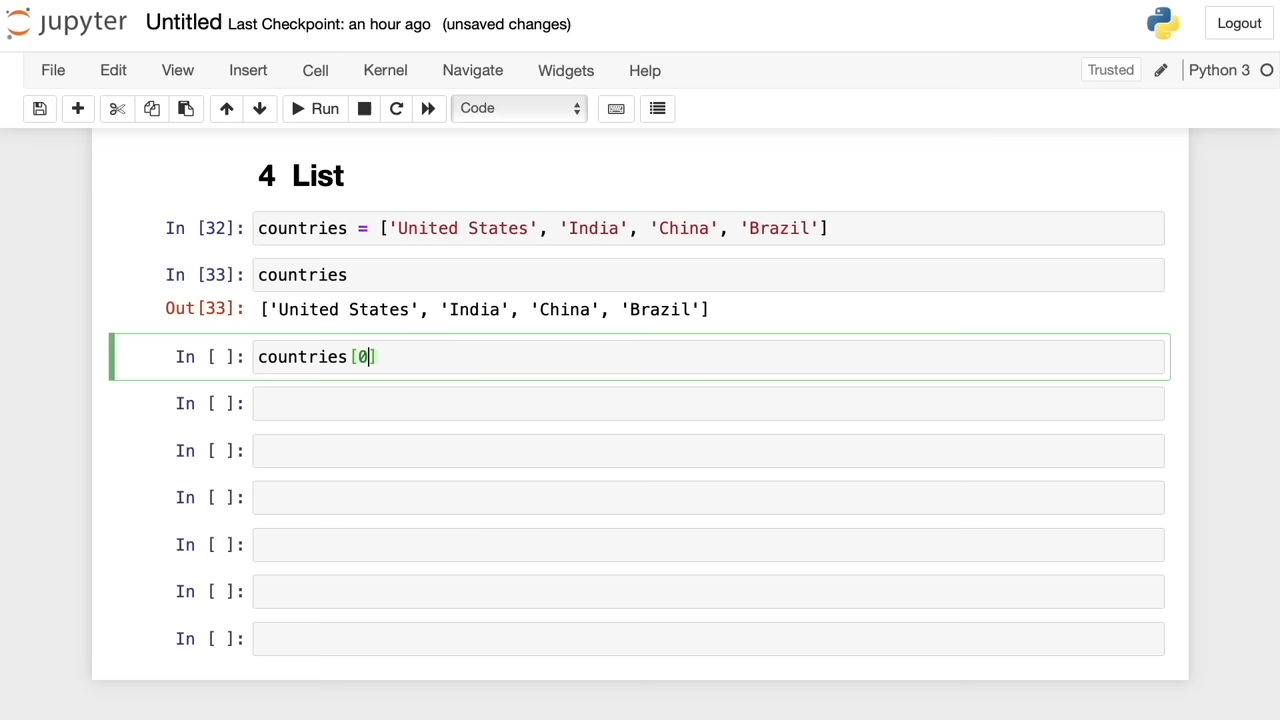 jupyter Untitled Last Checkpoint: an hour ago (unsaved changes) Logout
File Edit View Insert Cell Kernel Navigate Widgets Help Trusted Python 3
Run Code
4 List
In [32]: countries = ['United States', 'India', 'China', 'Brazil']
In [33]: countries
Out[33]: ['United States', 'India', 'China', 'Brazil']
In [ ]: countries[0]
In [ ]:
In [ ]:
In [ ]:
In [ ]:
In [ ]:
In [ ]: